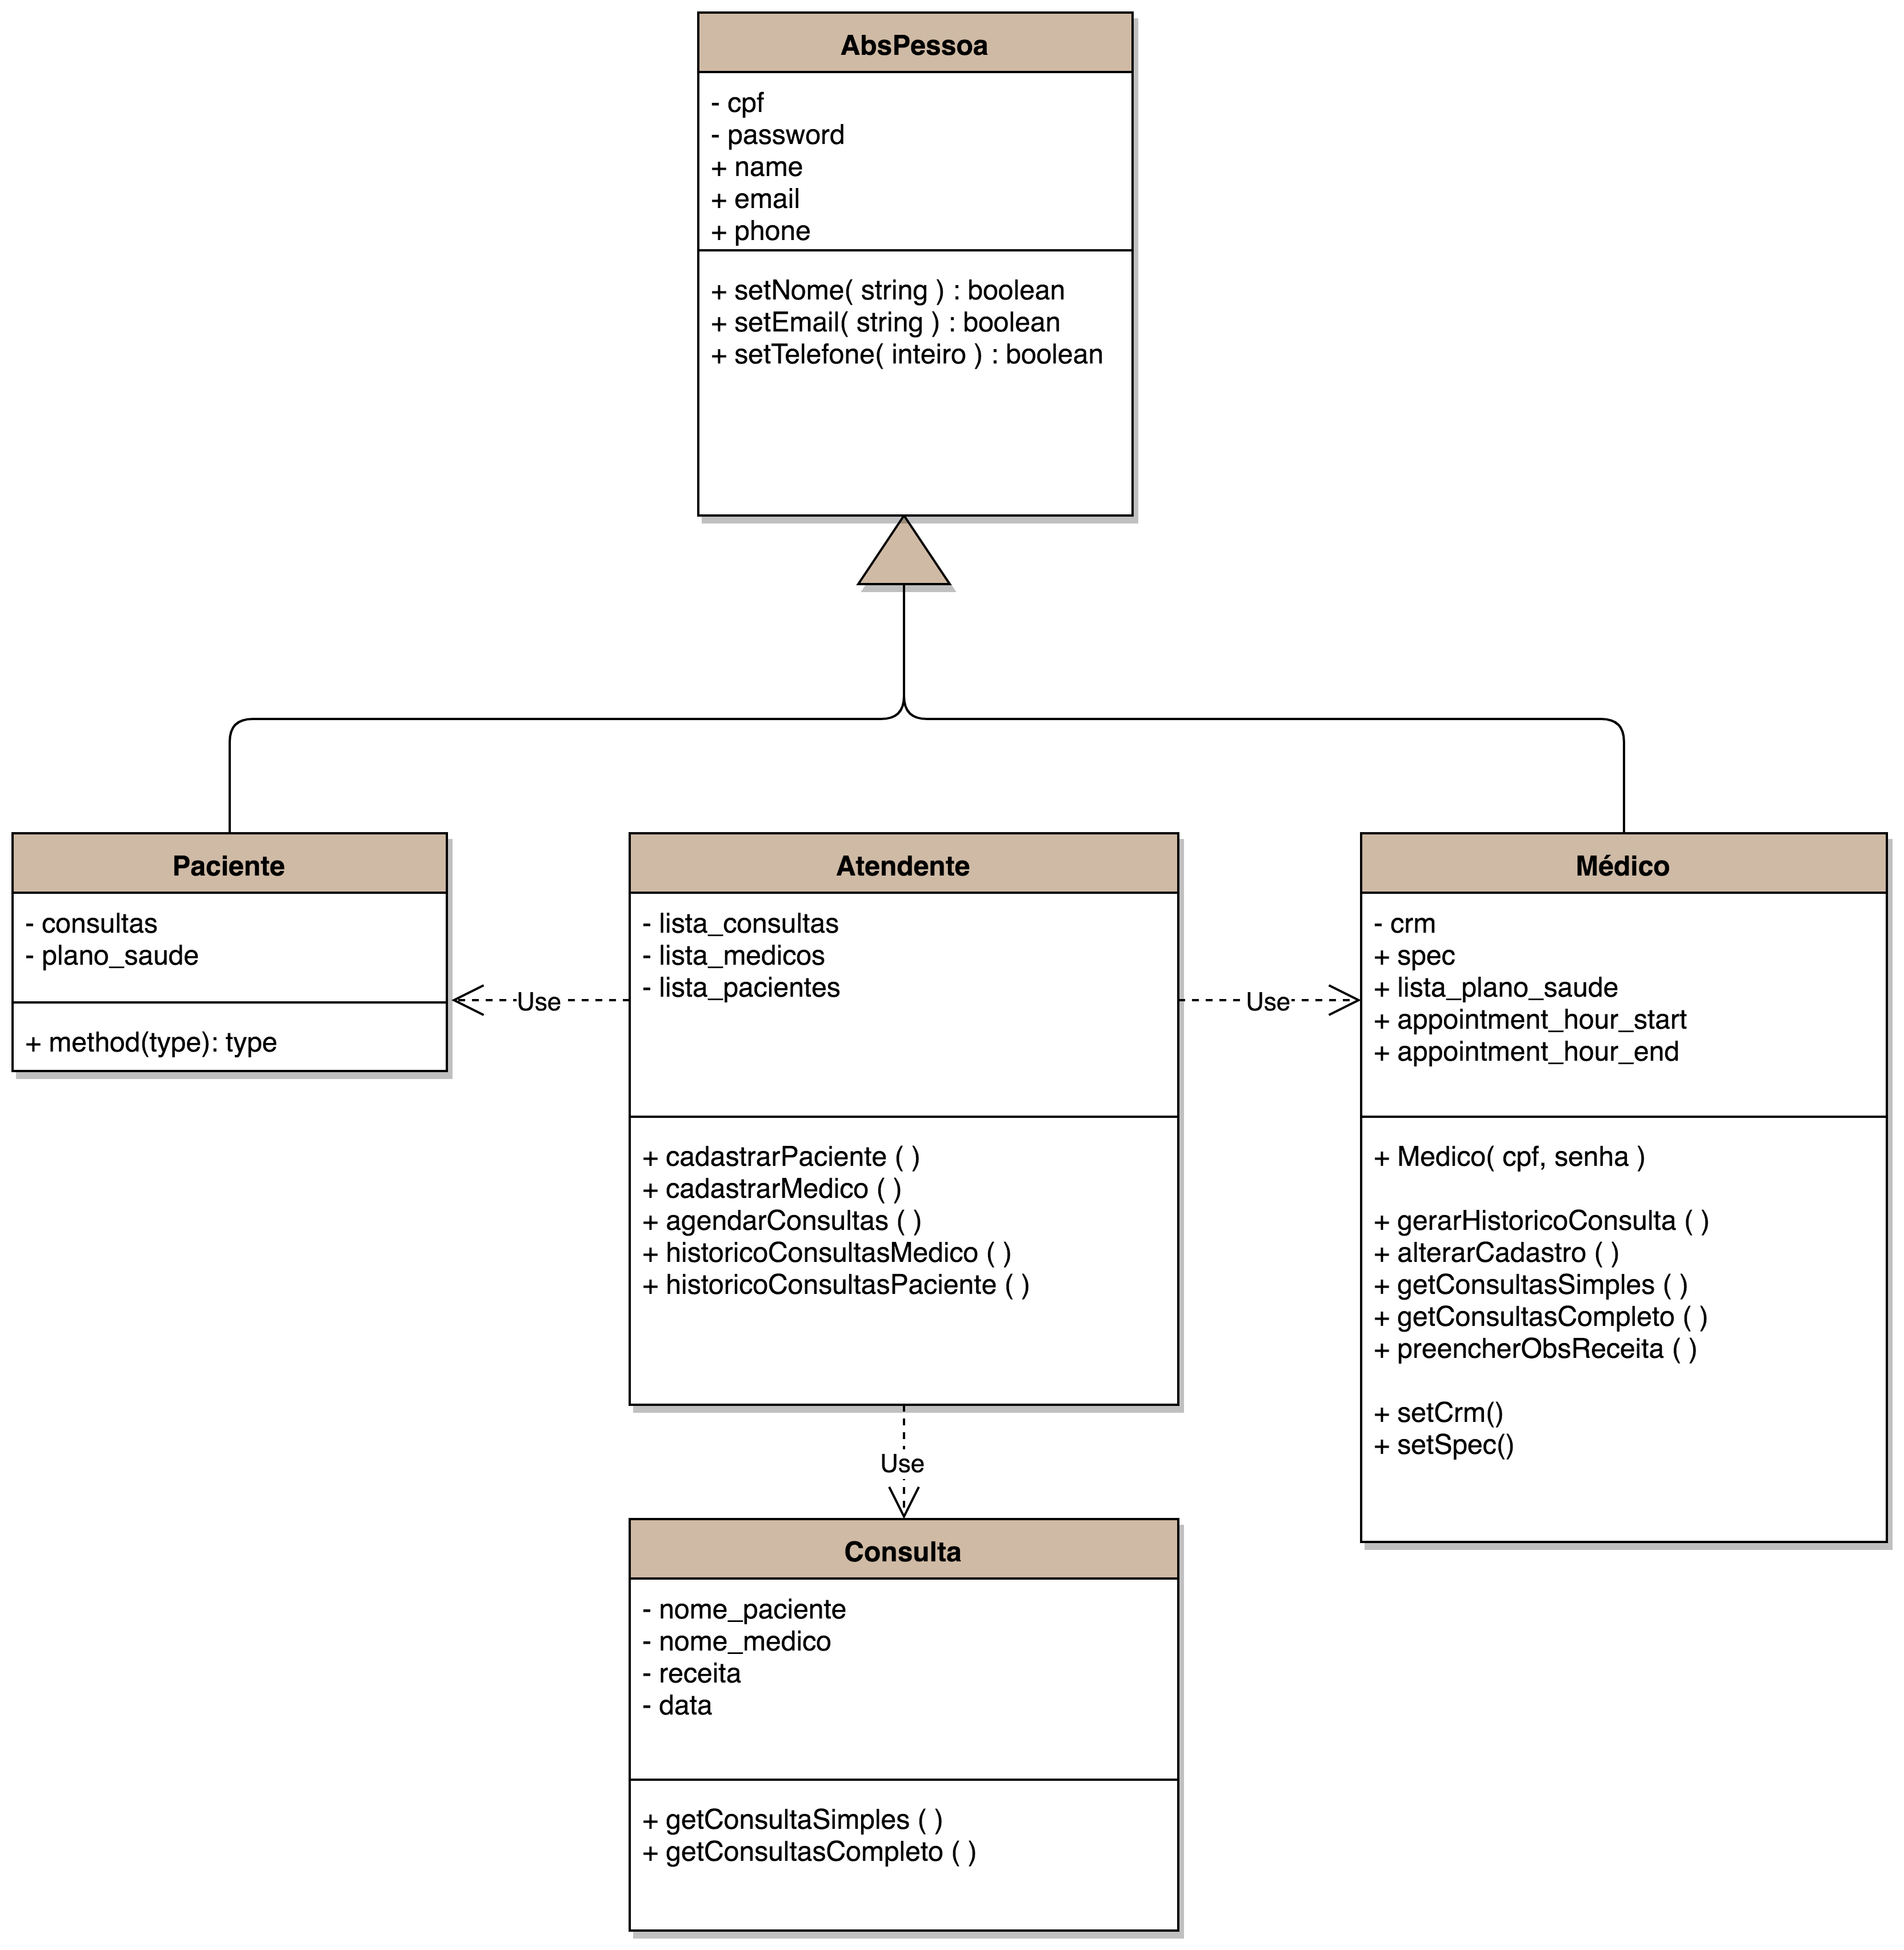 AbsPessoa
- cpf
- password
+ name
+ email
+ phone
+ setNome( string ) : boolean
+ setEmail( string ) : boolean
+ setTelefone( inteiro ) : boolean
Paciente
- consultas
- plano_saude
+ method(type): type
Use
Atendente
- lista_consultas
- lista_medicos
- lista_pacientes
+ cadastrarPaciente ( )
+ cadastrarMedico ( )
+ agendarConsultas ( )
+ historicoConsultasMedico ( )
+ historicoConsultasPaciente ( )
Use
Médico
- crm
+ spec
+ lista_plano_saude
+ appointment_hour_start
+ appointment_hour_end
+ Medico( cpf, senha )
+ gerarHistoricoConsulta ( )
+ alterarCadastro ( )
+ getConsultasSimples ( )
+ getConsultasCompleto ( )
+ preencherObsReceita ( )
+ setCrm()
+ setSpec()
Use
Consulta
- nome_paciente
- nome_medico
- receita
- data
+ getConsultaSimples ( )
+ getConsultasCompleto ( )